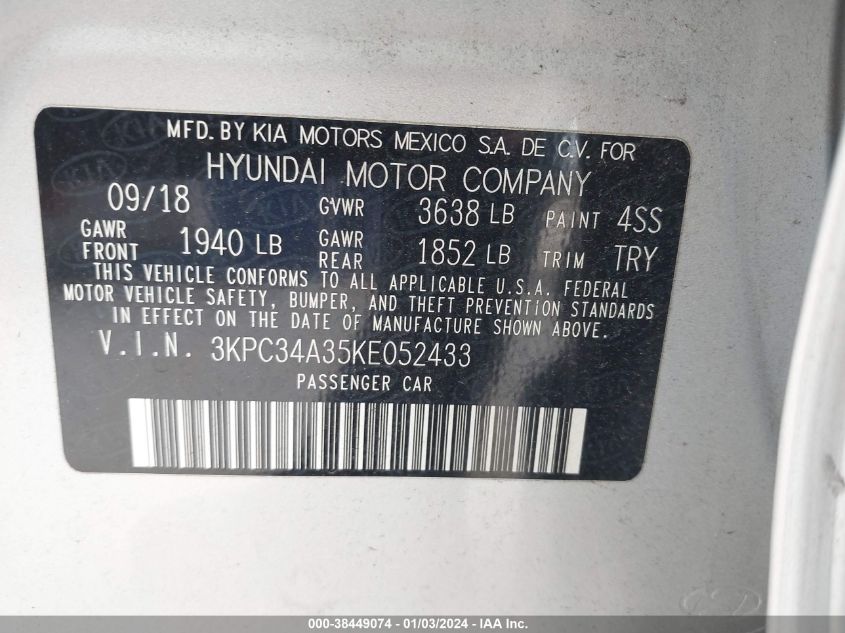 MFD. BY KIA MOTORS MEXICO S.A. DE C.V. FOR
HYUNDAI MOTOR COMPANY
09/18 GVWR 3638 LB PAINT 4SS
GAWR FRONT 1940 LB GAWR REAR 1852 LB TRIM TRY
THIS VEHICLE CONFORMS TO ALL APPLICABLE U.S.A. FEDERAL
MOTOR VEHICLE SAFETY, BUMPER, AND THEFT PREVENTION STANDARDS
IN EFFECT ON THE DATE OF MANUFACTURE SHOWN ABOVE.
V.I.N. 3KPC34A35KE052433
PASSENGER CAR
000-38449074 - 01/03/2024 - IAA Inc.